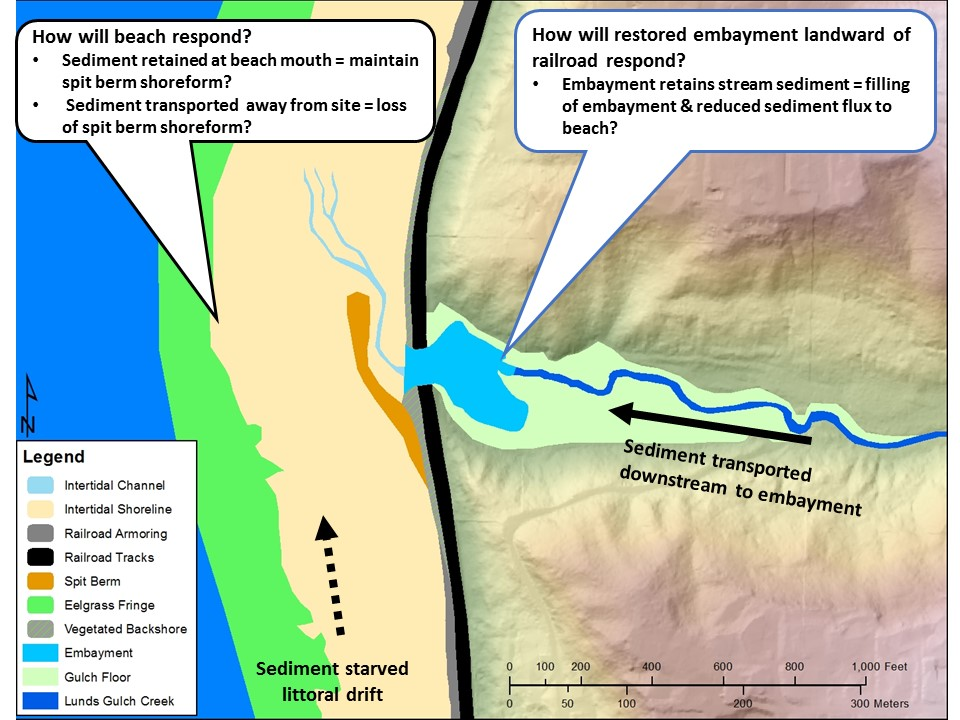 How will beach respond?
• Sediment retained at beach mouth = maintain
spit berm shoreform?
• Sediment transported away from site = loss
of spit berm shoreform?
How will restored embayment landward of
railroad respond?
• Embayment retains stream sediment = filling
of embayment & reduced sediment flux to
beach?
N
Sediment transported
downstream to embayment
Legend
Intertidal Channel
Intertidal Shoreline
Railroad Armoring
Railroad Tracks
Spit Berm
Eelgrass Fringe
Vegetated Backshore
Embayment
Gulch Floor
Lunds Gulch Creek
Sediment starved
littoral drift
0 100 200 400 600 800 1,000 Feet
0 50 100 200 300 Meters